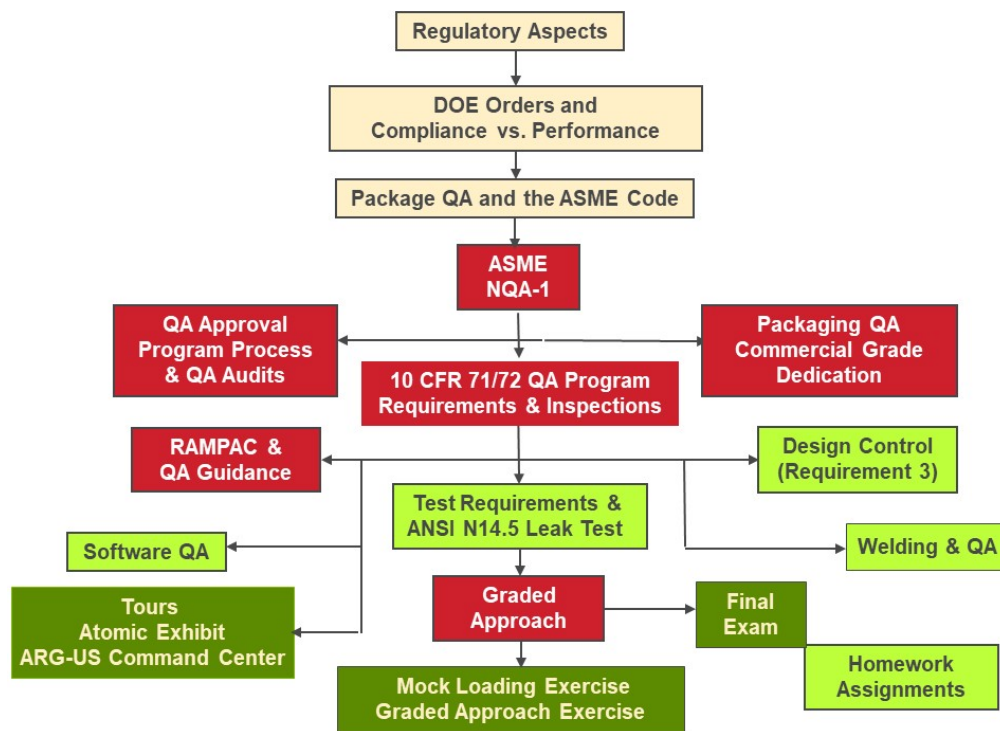 Regulatory Aspects
DOE Orders and
Compliance vs. Performance
Package QA and the ASME Code
ASME
NQA-1
QA Approval
Program Process
& QA Audits
Packaging QA
Commercial Grade
Dedication
10 CFR 71/72 QA Program
Requirements & Inspections
RAMPAC &
QA Guidance
Design Control
(Requirement 3)
Test Requirements &
ANSI N14.5 Leak Test
Software QA
Welding & QA
Tours
Atomic Exhibit
ARG-US Command Center
Graded
Approach
Final
Exam
Homework
Assignments
Mock Loading Exercise
Graded Approach Exercise